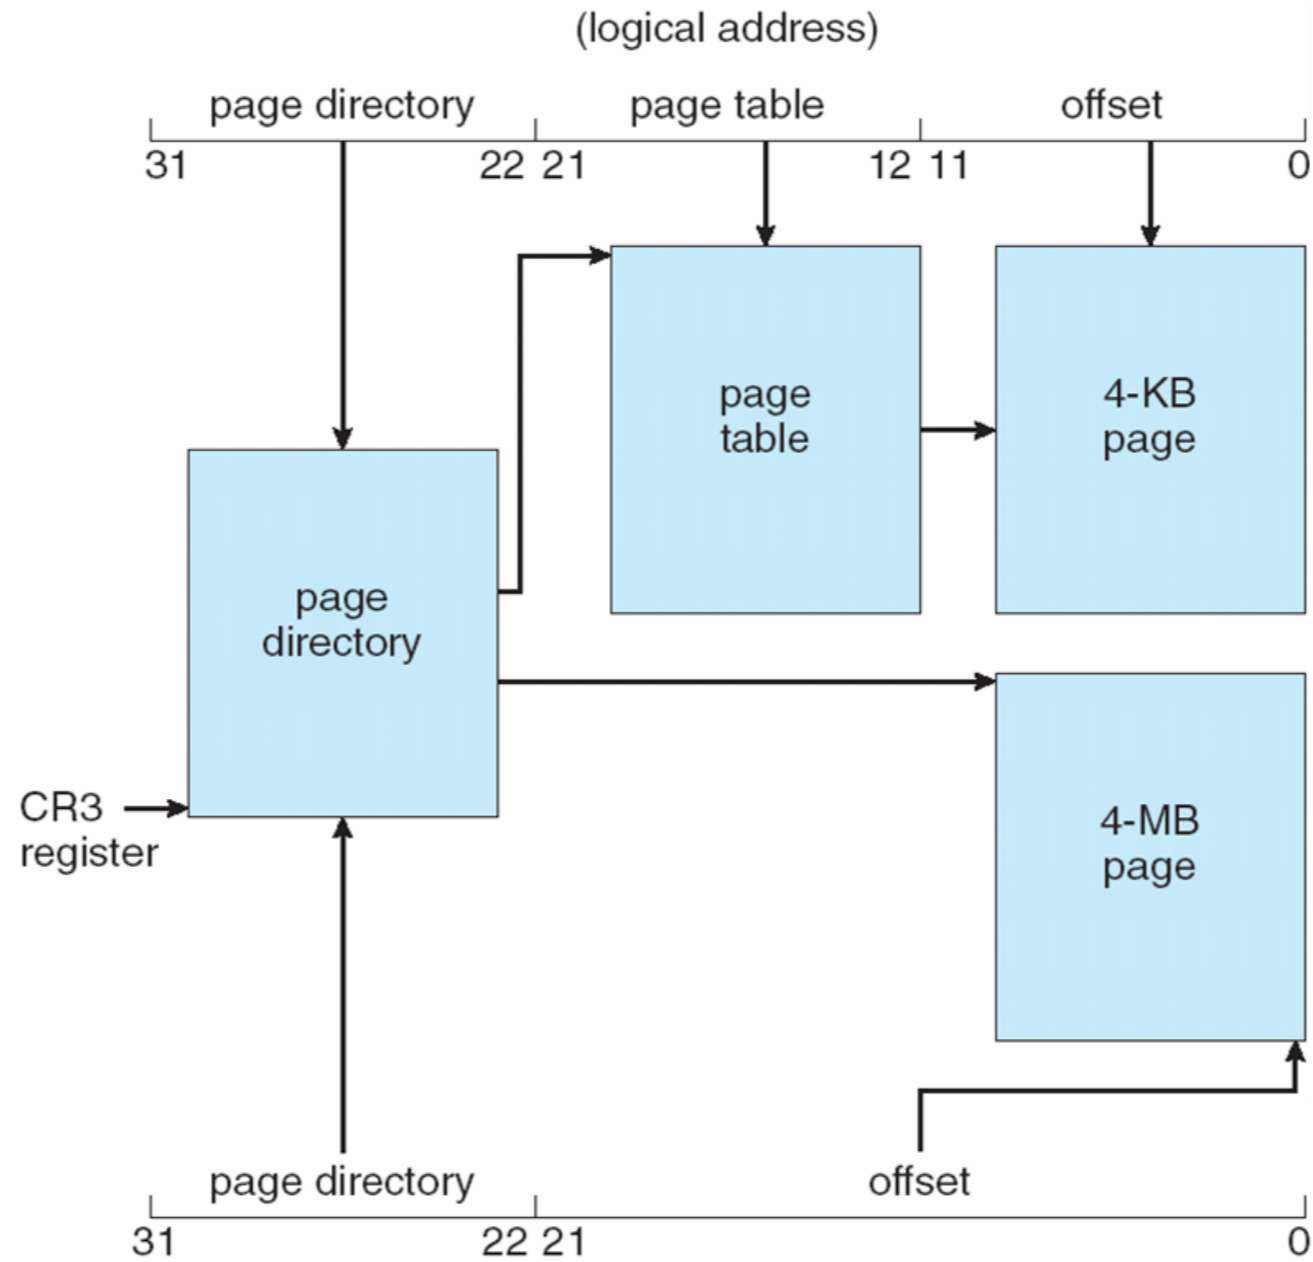 (logical address)
page directory page table offset
31 22 21 12 11 0
page
table
4-KB
page
page
directory
CR3
register
4-MB
page
page directory offset
31 22 21 0